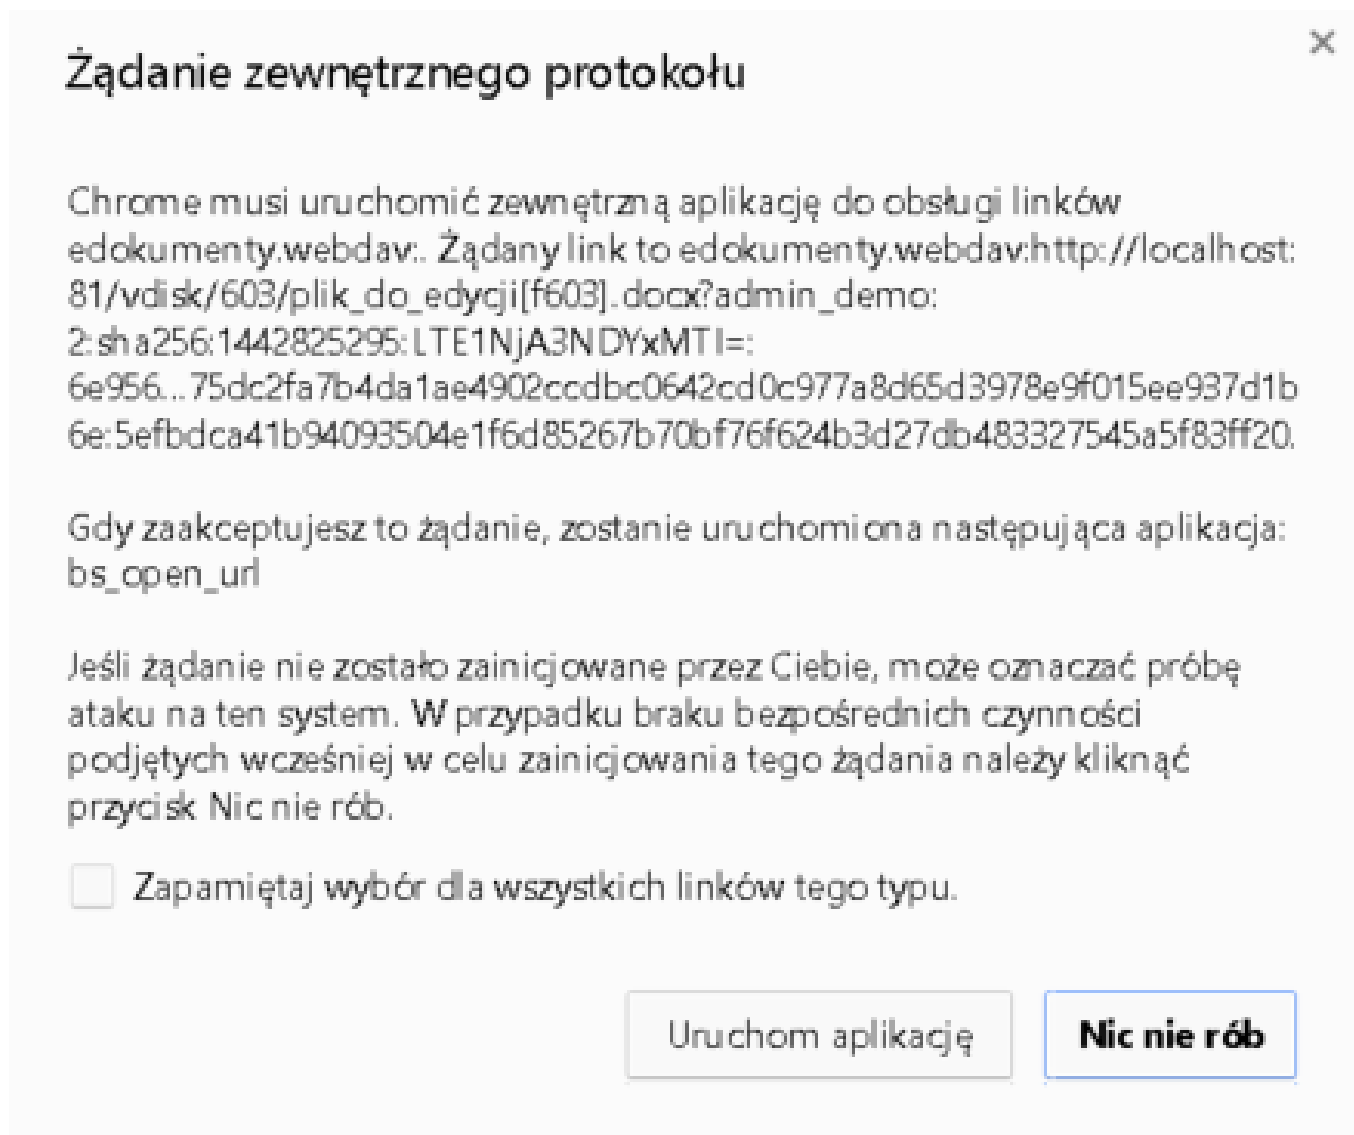 Żądanie zewnętrznego protokołu
Chrome musi uruchomić zewnętrzną aplikację do obsługi linków
edokumenty.webdav:. Żądany link to edokumenty.webdav:http://localhost:
81/vdisk/603/plik_do_edycji[f603].docx?admin_demo:
2:sha256:1442825295:LTE1NjA3NDYxMTI=:
6e956...75dc2fa7b4da1ae4902ccdbc0642cd0c977a8d65d3978e9f015ee937d1b
6e:5efbdca41b94093504e1f6d85267b70bf76f624b3d27db483327545a5f83ff20.
Gdy zaakceptujesz to żądanie, zostanie uruchomiona następująca aplikacja:
bs_open_url
Jeśli żądanie nie zostało zainicjowane przez Ciebie, może oznaczać próbę
ataku na ten system. W przypadku braku bezpośrednich czynności
podjętych wcześniej w celu zainicjowania tego żądania należy kliknąć
przycisk Nic nie rób.
Zapamiętaj wybór dla wszystkich linków tego typu.
Uruchom aplikację
Nic nie rób